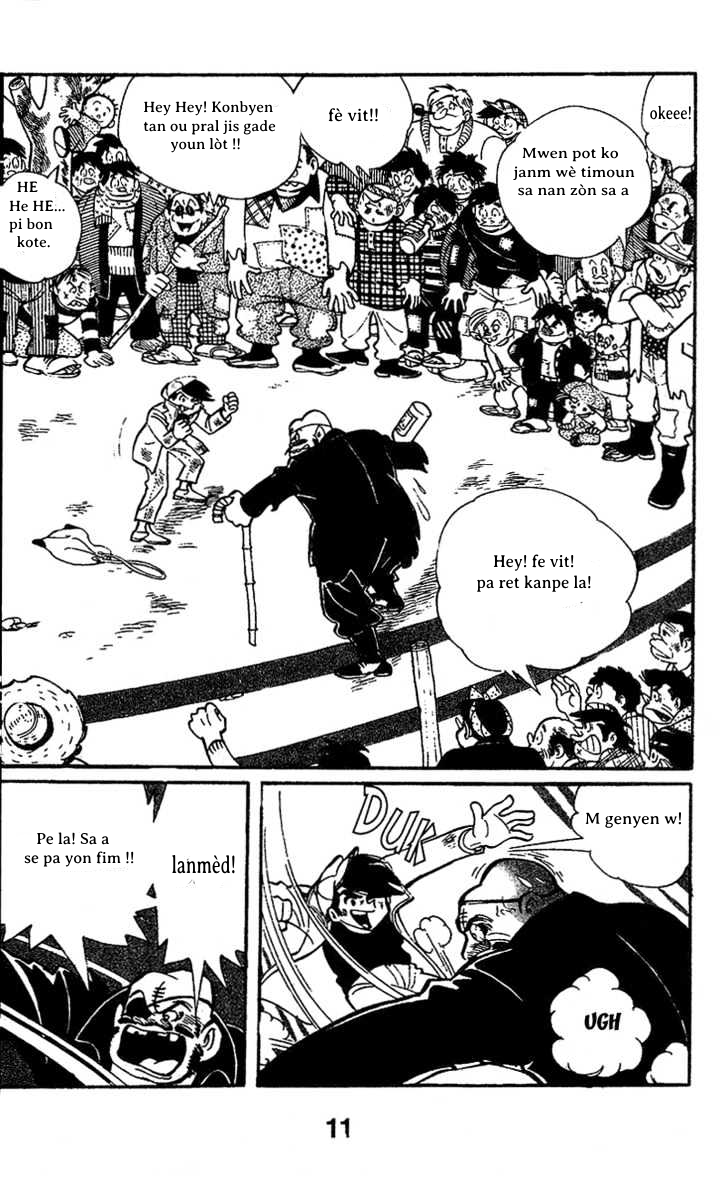 Hey Hey! Konbyen
tan ou pral jis gade
youn lòt !!
fè vit!!
okeee!
Mwen pot ko
janm wè timoun
sa nan zòn sa a
HE
He HE...
pi bon
kote.
Hey! fe vit!
pa ret kanpe la!
Pe la! Sa a
se pa yon fim !!
lanmèd!
DUK
M genyen w!
UGH
11